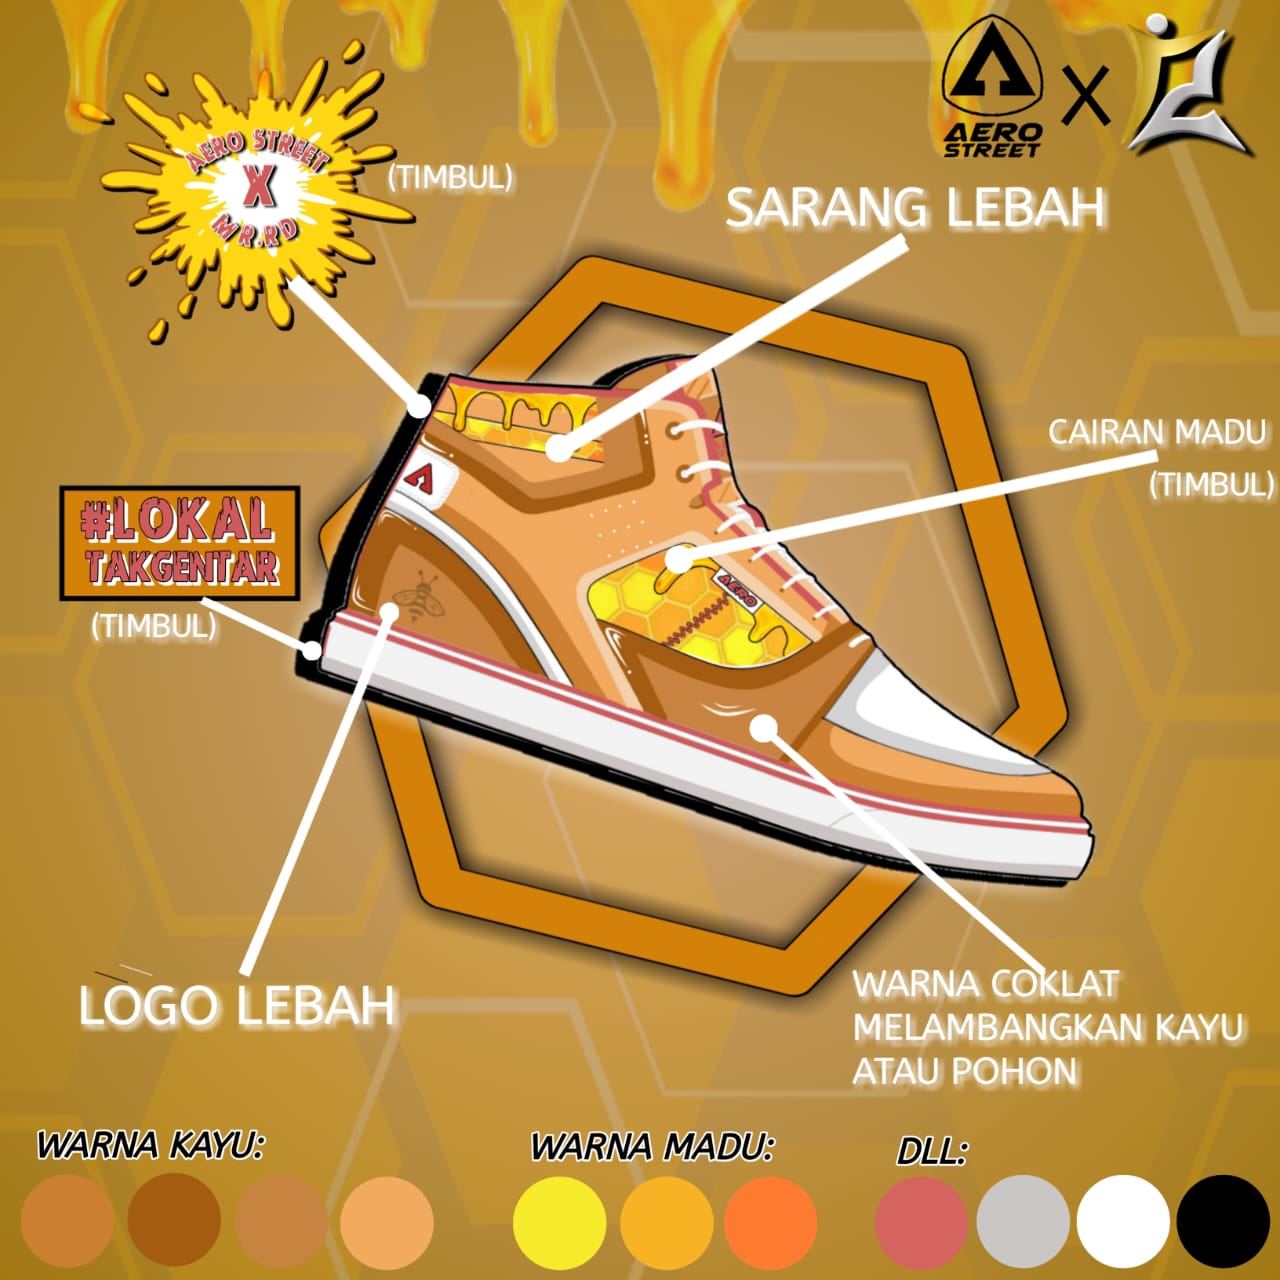 AERO STREET
X
MR.RD
(TIMBUL)
AERO
STREET
X
SARANG LEBAH
CAIRAN MADU
(TIMBUL)
#LOKAL
TAKGENTAR
(TIMBUL)
AERO
LOGO LEBAH
WARNA COKLAT
MELAMBANGKAN KAYU
ATAU POHON
WARNA KAYU:
WARNA MADU:
DLL: